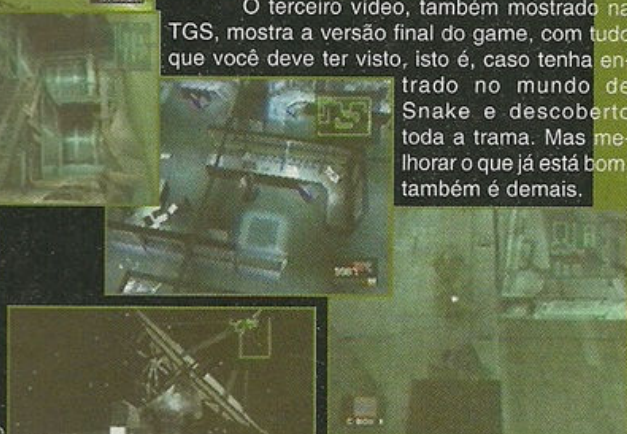 O terceiro vídeo, também mostrado na
TGS, mostra a versão final do game, com tudo
que você deve ter visto, isto é, caso tenha en-
trado no mundo de
Snake e descoberto
toda a trama. Mas me-
lhorar o que já está bom
também é demais.